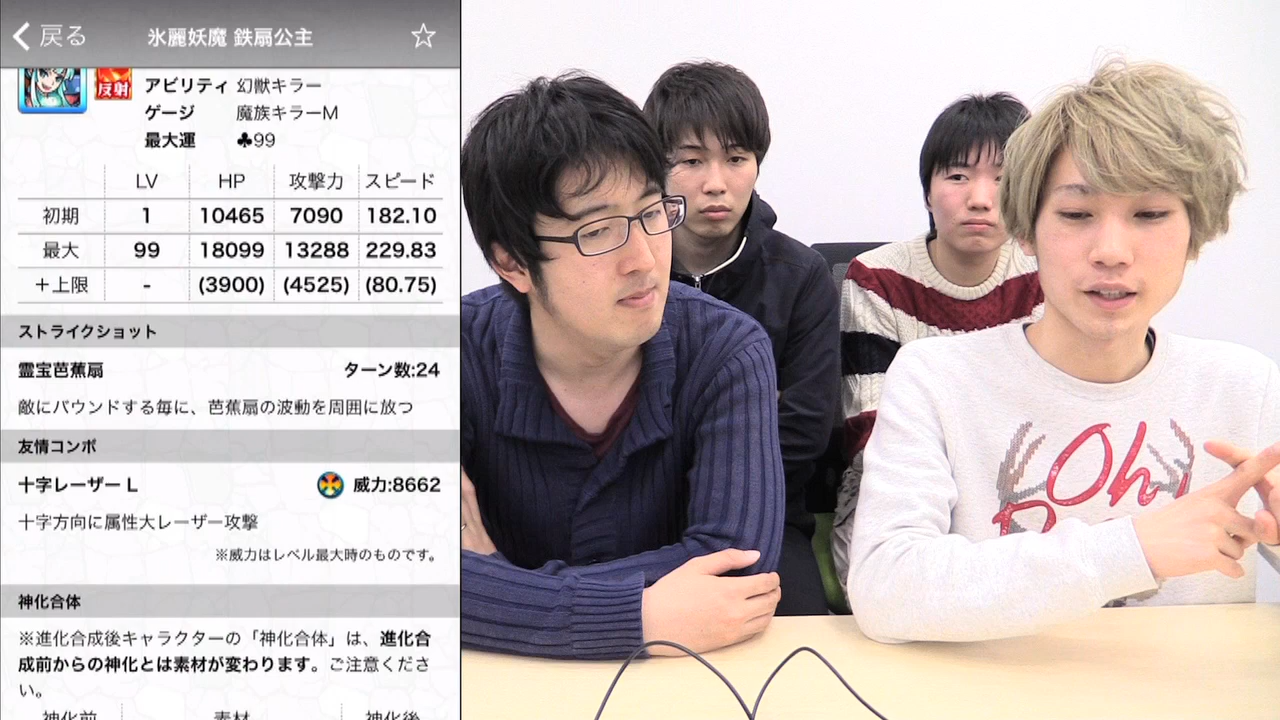 戻る
氷麗妖魔 鉄扇公主
反射
アビリティ 幻獣キラー
ゲージ 魔族キラーM
最大運 ♣99
LV HP 攻撃力 スピード
初期 1 10465 7090 182.10
最大 99 18099 13288 229.83
+上限 - (3900) (4525) (80.75)
ストライクショット
霊宝芭蕉扇 ターン数:24
敵にバウンドする毎に、芭蕉扇の波動を周囲に放つ
友情コンボ
十字レーザー L 威力:8662
十字方向に属性大レーザー攻撃
※威力はレベル最大時のものです。
神化合体
※進化合成後キャラクターの「神化合体」は、進化合
成前からの神化とは素材が変わります。ご注意くださ
い。
神化前 素材 神化後
Oh